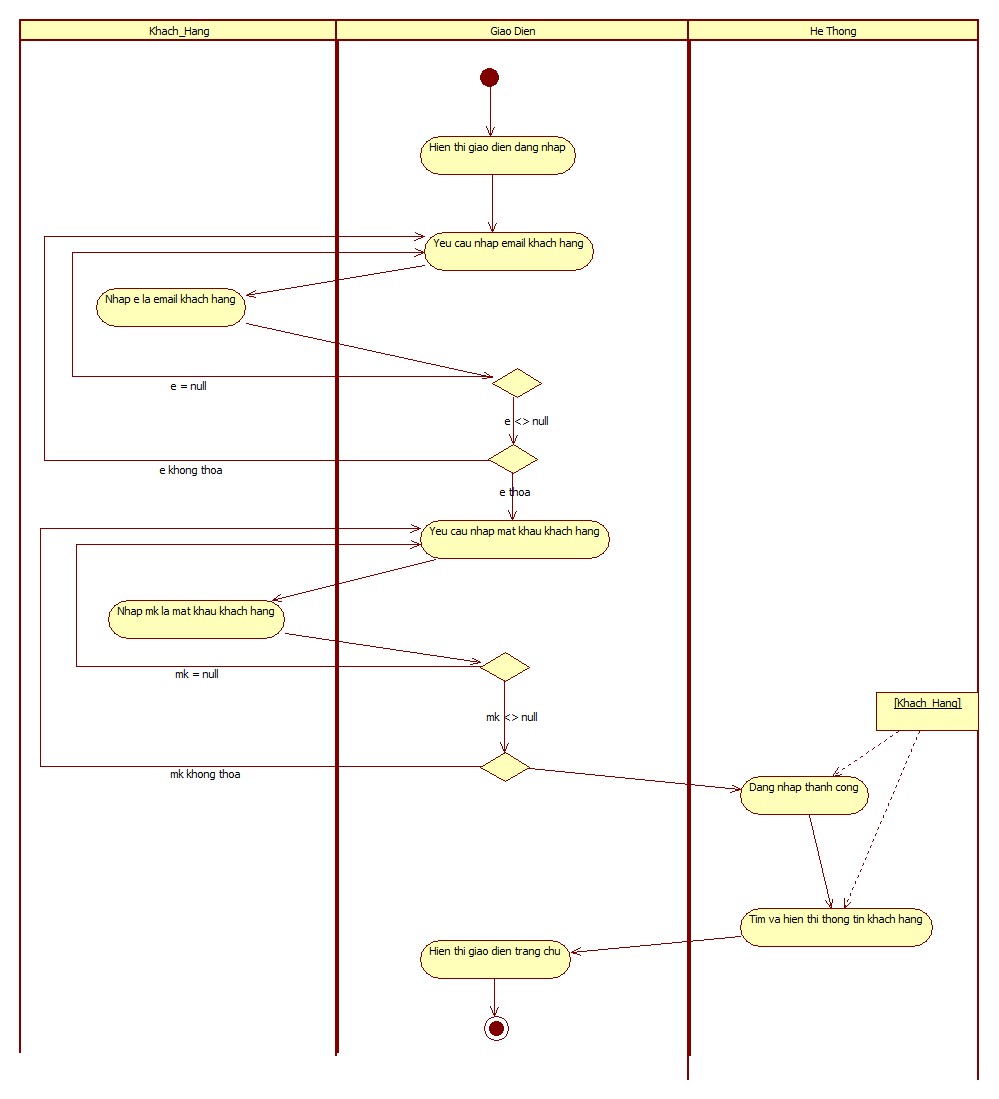 Khach_Hang
Giao Dien
He Thong
Hien thi giao dien dang nhap
Yeu cau nhap email khach hang
Nhap e la email khach hang
e = null
e <> null
e khong thoa
e thoa
Yeu cau nhap mat khau khach hang
Nhap mk la mat khau khach hang
mk = null
[Khach_Hang]
mk <> null
mk khong thoa
Dang nhap thanh cong
Tim va hien thi thong tin khach hang
Hien thi giao dien trang chu